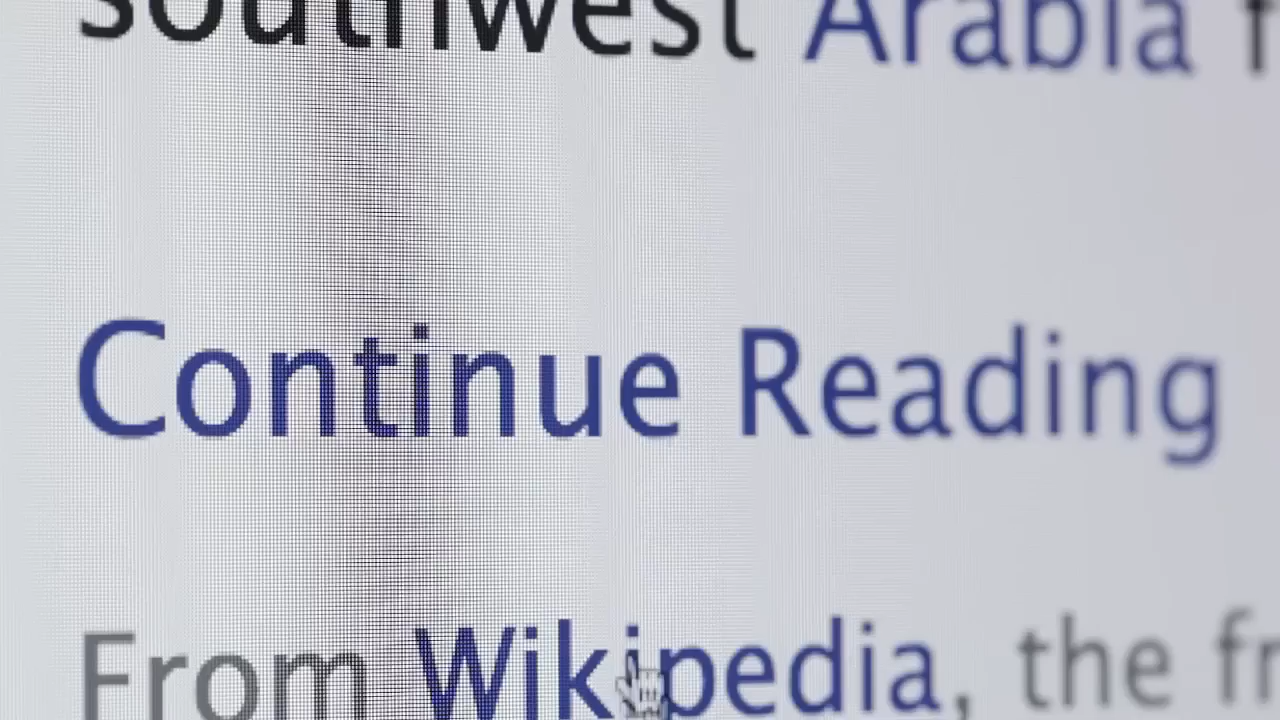 southwest Arabia
Continue Reading
From Wikipedia, the